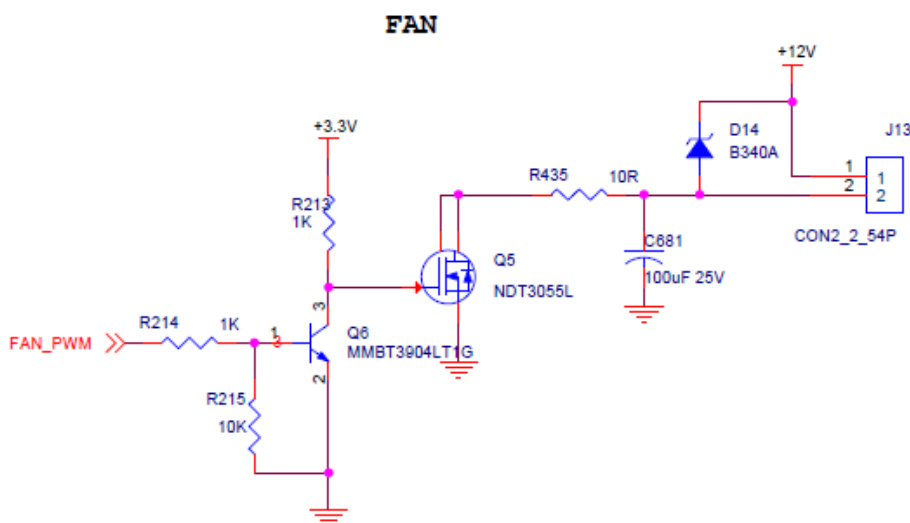 FAN
+12V
+3.3V
D14
B340A
J13
R435
10R
1
2
1
2
CON2_2_54P
R213
1K
C681
100uF 25V
Q5
NDT3055L
3
R214
1K
1
Q6
MMBT3904LT1G
FAN_PWM
2
R215
10K